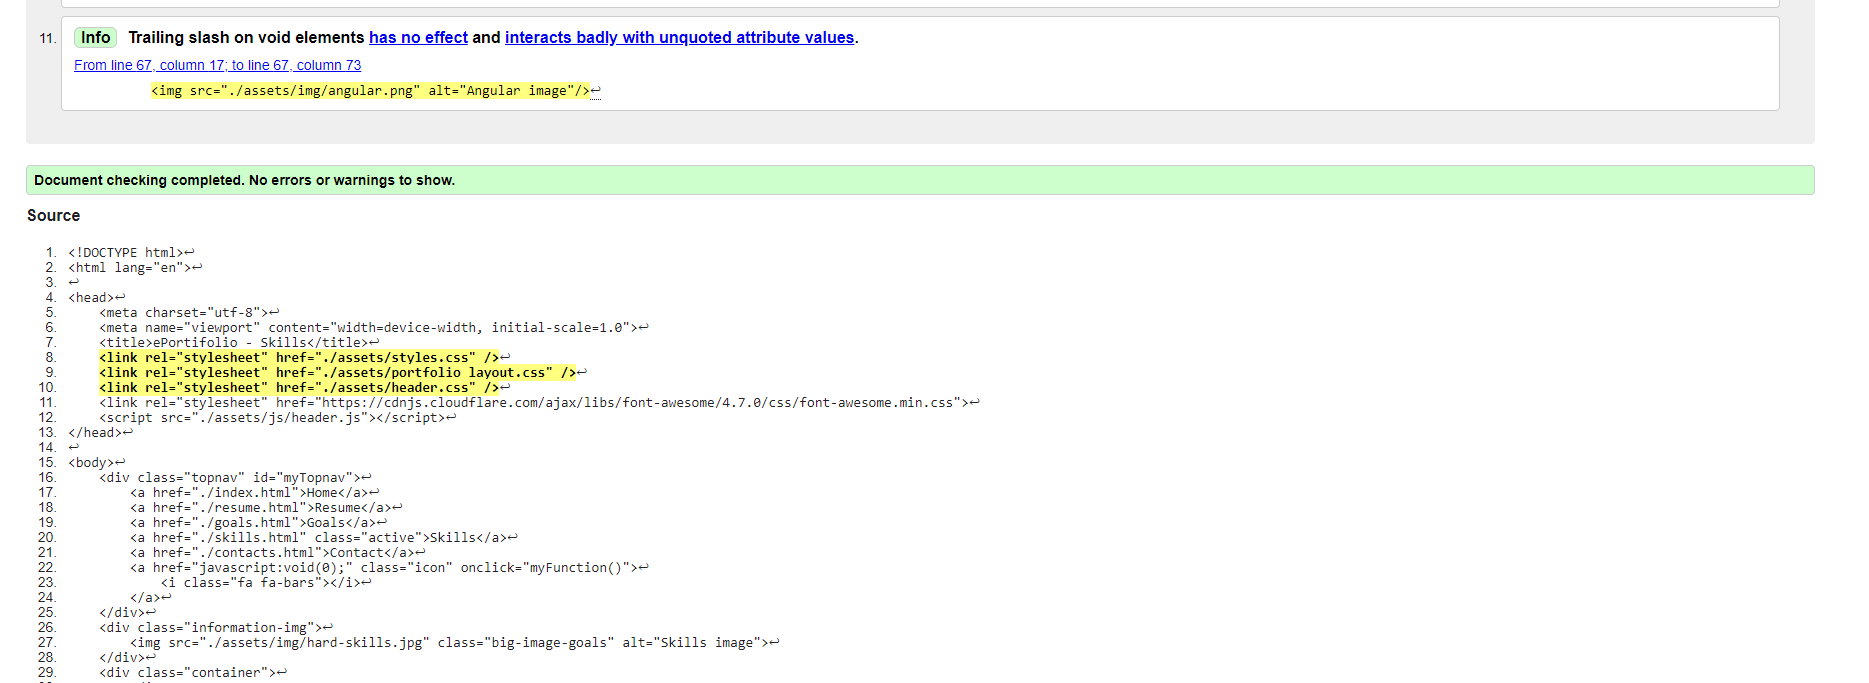 11. Info Trailing slash on void elements has no effect and interacts badly with unquoted attribute values.
From line 67, column 17; to line 67, column 73
<img src="./assets/img/angular.png" alt="Angular image"/>↩
Document checking completed. No errors or warnings to show.
Source
1. <!DOCTYPE html>↩
2. <html lang="en">↩
3. ↩
4. <head>↩
5. <meta charset="utf-8">↩
6. <meta name="viewport" content="width=device-width, initial-scale=1.0">↩
7. <title>ePortifolio - Skills</title>↩
8. <link rel="stylesheet" href="./assets/styles.css" />↩
9. <link rel="stylesheet" href="./assets/portfolio_layout.css" />↩
10. <link rel="stylesheet" href="./assets/header.css" />↩
11. <link rel="stylesheet" href="https://cdnjs.cloudflare.com/ajax/libs/font-awesome/4.7.0/css/font-awesome.min.css">↩
12. <script src="./assets/js/header.js"></script>↩
13. </head>↩
14. ↩
15. <body>↩
16. <div class="topnav" id="myTopnav">↩
17. <a href="./index.html">Home</a>↩
18. <a href="./resume.html">Resume</a>↩
19. <a href="./goals.html">Goals</a>↩
20. <a href="./skills.html" class="active">Skills</a>↩
21. <a href="./contacts.html">Contact</a>↩
22. <a href="javascript:void(0);" class="icon" onclick="myFunction()">↩
23. <i class="fa fa-bars"></i>↩
24. </a>↩
25. </div>↩
26. <div class="information-img">↩
27. <img src="./assets/img/hard-skills.jpg" class="big-image-goals" alt="Skills image">↩
28. </div>↩
29. <div class="container">↩